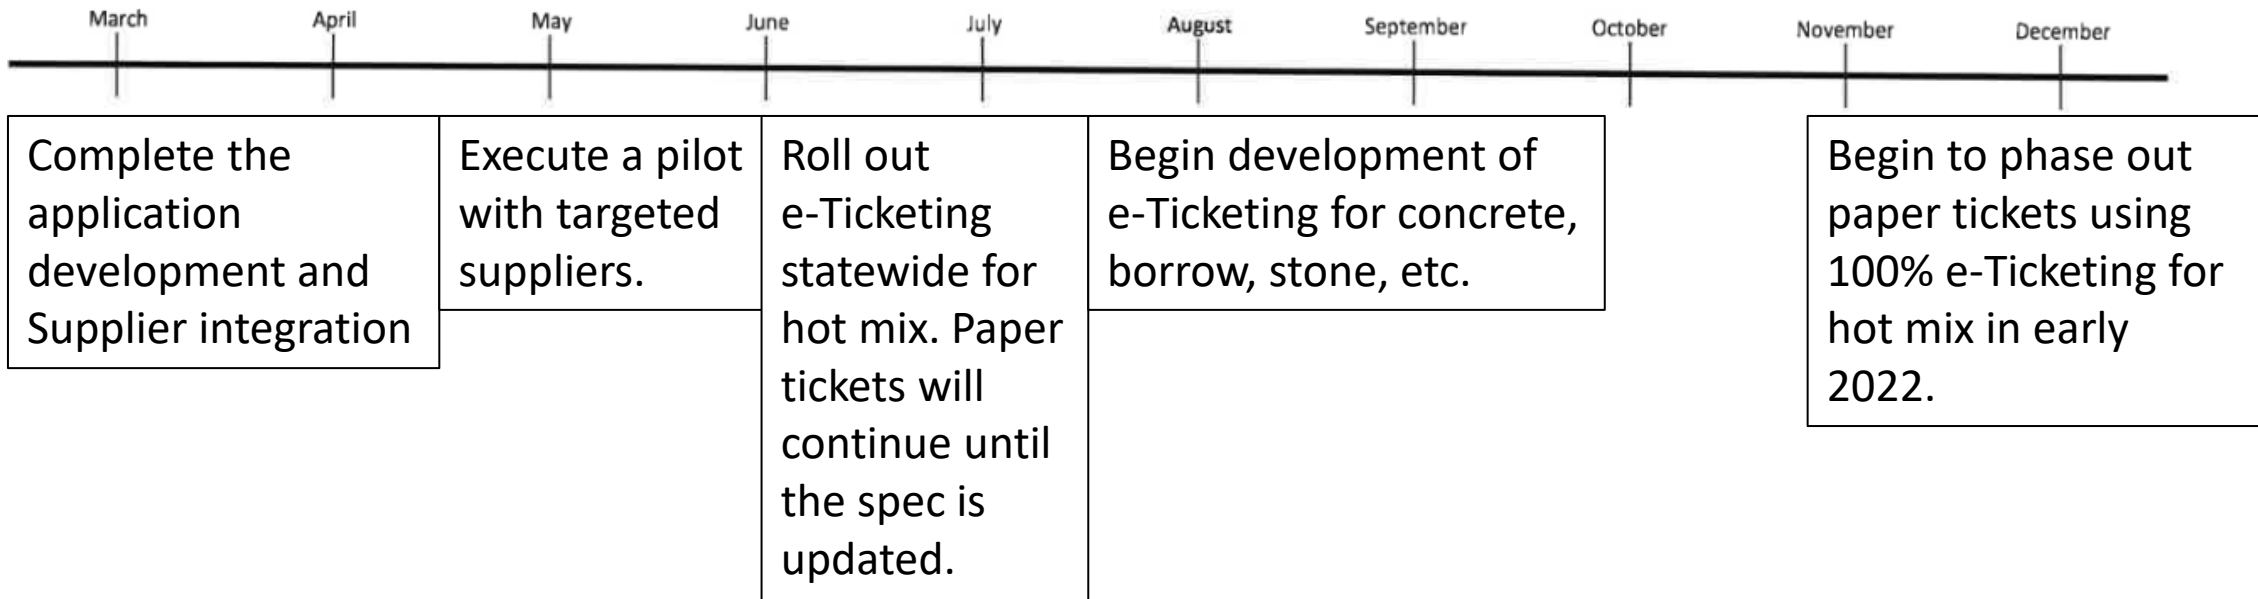 March April May June July August September October November December
Complete the
application
development and
Supplier integration
Execute a pilot
with targeted
suppliers.
Roll out
e-Ticketing
statewide for
hot mix. Paper
tickets will
continue until
the spec is
updated.
Begin development of
e-Ticketing for concrete,
borrow, stone, etc.
Begin to phase out
paper tickets using
100% e-Ticketing for
hot mix in early
2022.